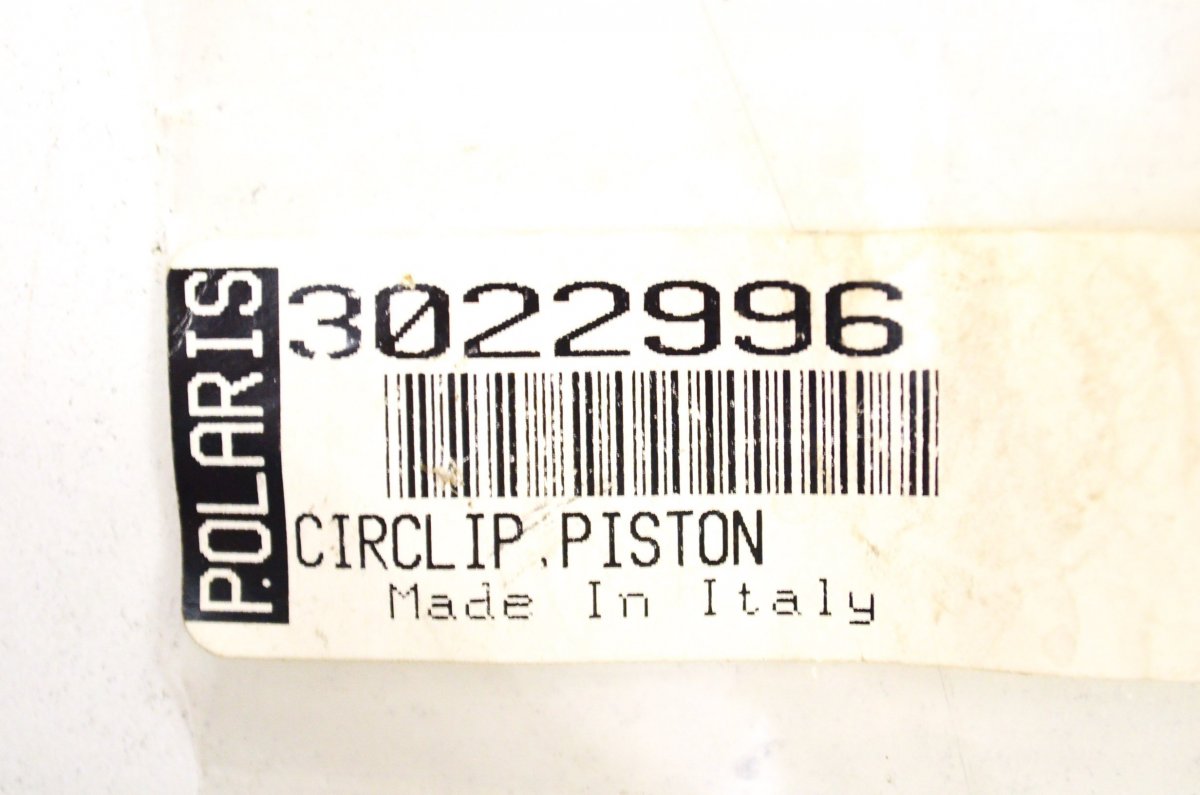 POLARIS
3022996
CIRCLIP,PISTON
Made In Italy